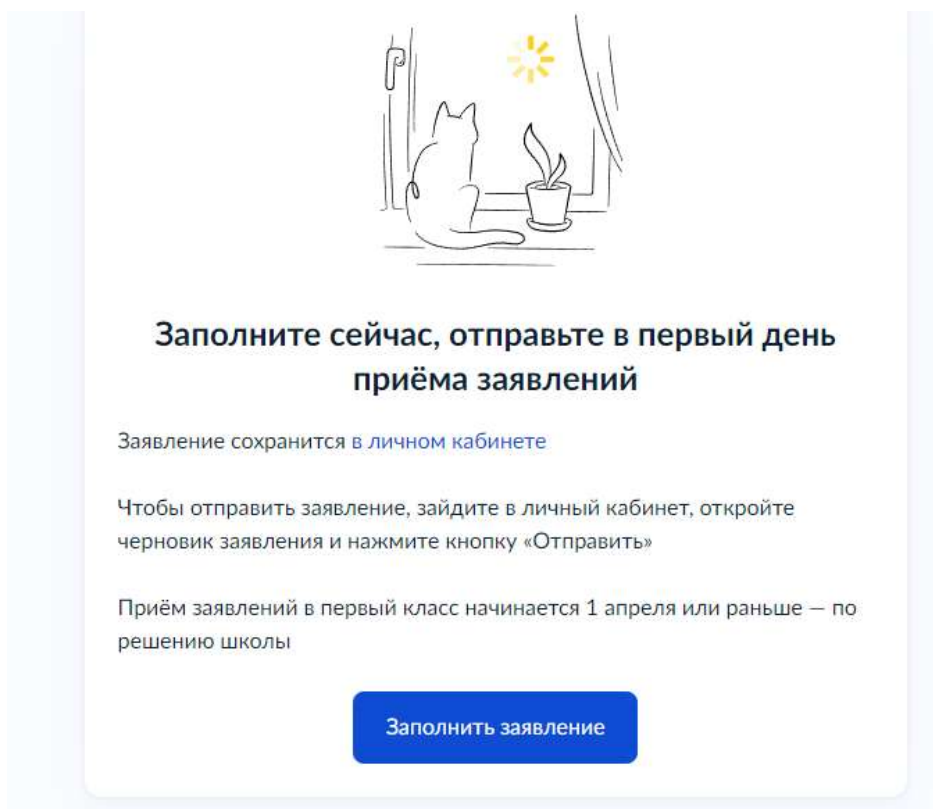 Заполните сейчас, отправьте в первый день
приёма заявлений
Заявление сохранится в личном кабинете
Чтобы отправить заявление, зайдите в личный кабинет, откройте
черновик заявления и нажмите кнопку «Отправить»
Приём заявлений в первый класс начинается 1 апреля или раньше — по
решению школы
Заполнить заявление